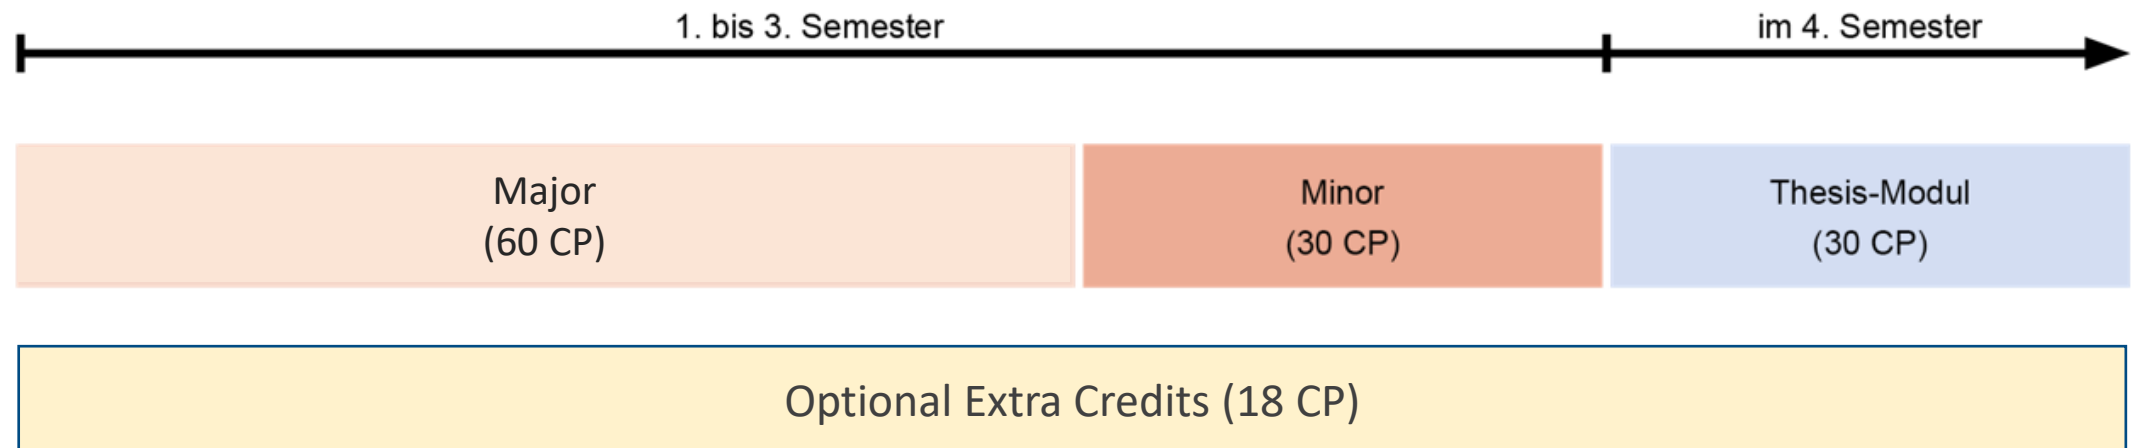 1. bis 3. Semester
im 4. Semester
Major
(60 CP)
Minor
(30 CP)
Thesis-Modul
(30 CP)
Optional Extra Credits (18 CP)